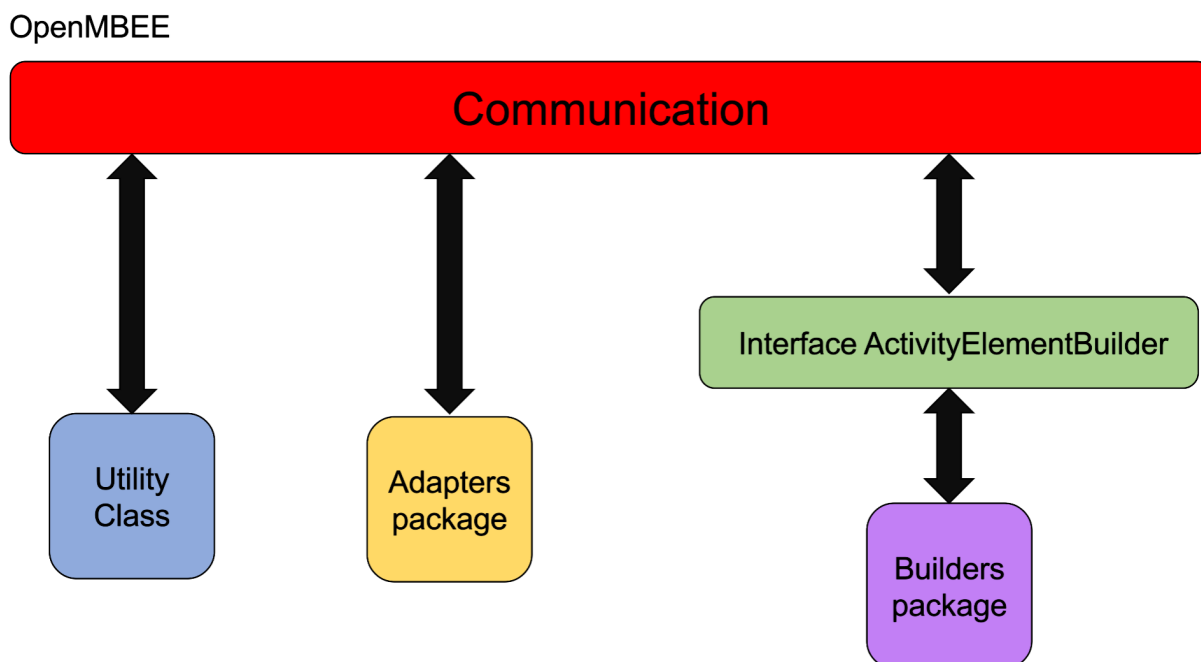 OpenMBEE
Communication
Interface ActivityElementBuilder
Utility
Class
Adapters
package
Builders
package